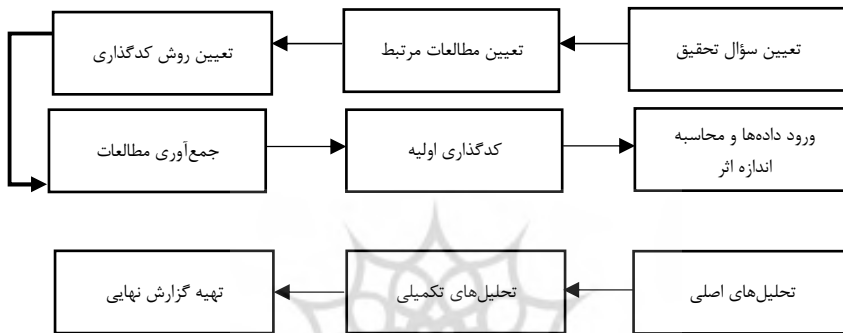 تعیین سؤال تحقیق
تعیین مطالعات مرتبط
تعیین روش کدگذاری
جمع‌آوری مطالعات
کدگذاری اولیه
ورود داده‌ها و محاسبه
اندازه اثر
تحلیل‌های اصلی
تحلیل‌های تکمیلی
تهیه گزارش نهایی